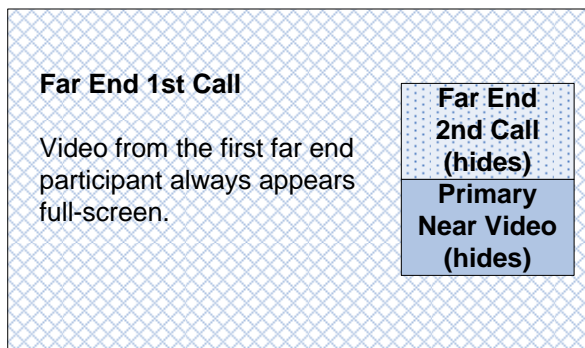 Far End 1st Call
Video from the first far end
participant always appears
full-screen.
Far End
2nd Call
(hides)
Primary
Near Video
(hides)